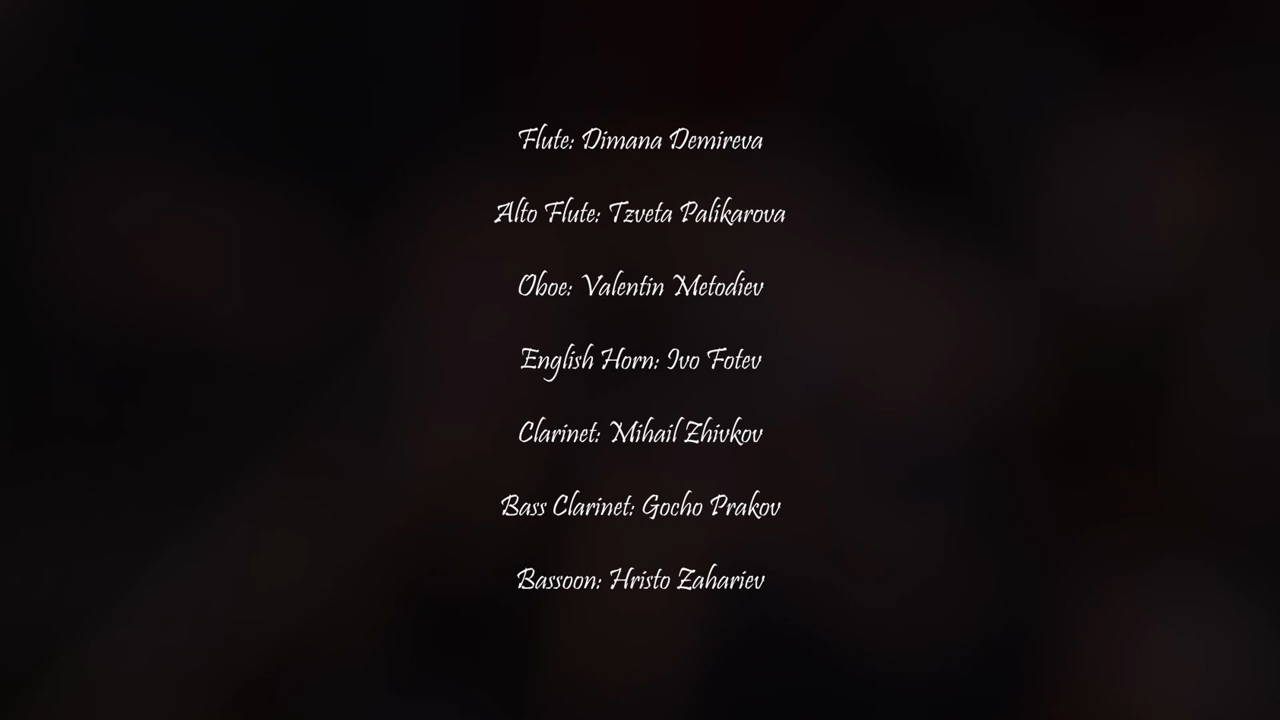 Flute: Dimana Demireva
Alto Flute: Tzveta Palikarova
Oboe: Valentin Metodiev
English Horn: Ivo Fotev
Clarinet: Mihail Zhivkov
Bass Clarinet: Gocho Prakov
Bassoon: Hristo Zahariev